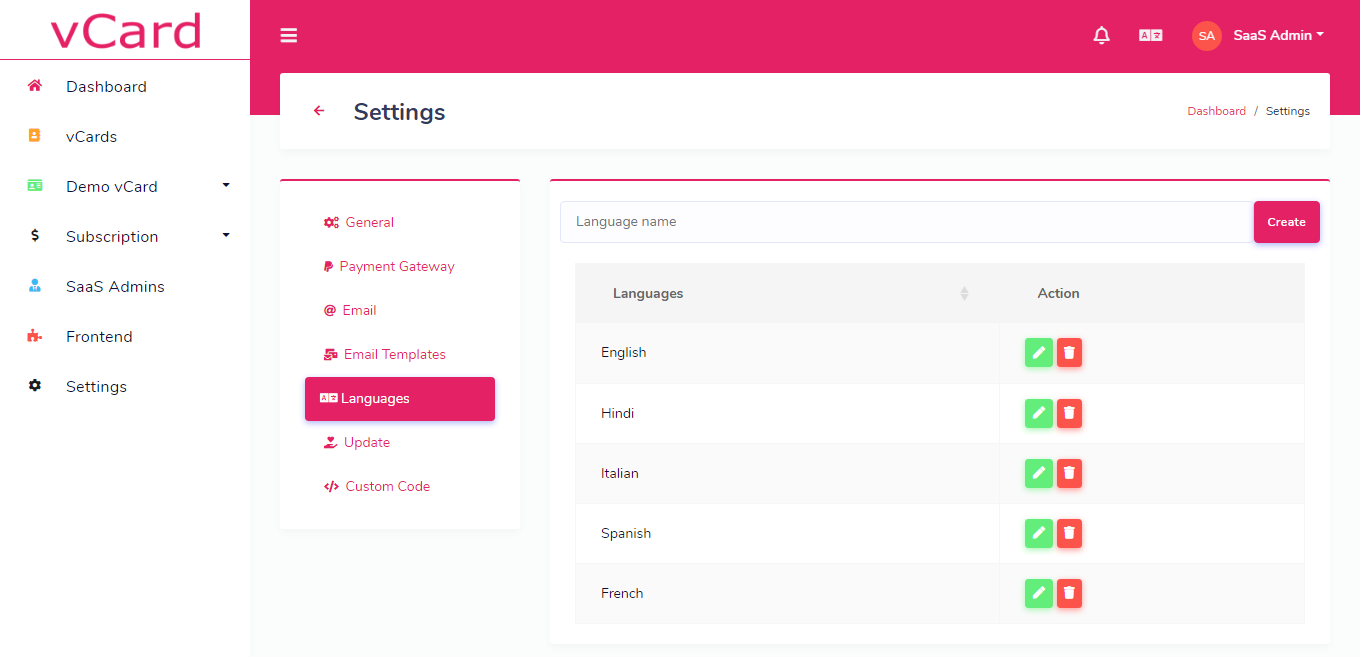 vCard
SA SaaS Admin
Dashboard
vCards
Demo vCard
Subscription
SaaS Admins
Frontend
Settings
Settings
Dashboard / Settings
General
Payment Gateway
@ Email
Email Templates
Languages
Update
Custom Code
Language name
Create
Languages Action
English
Hindi
Italian
Spanish
French